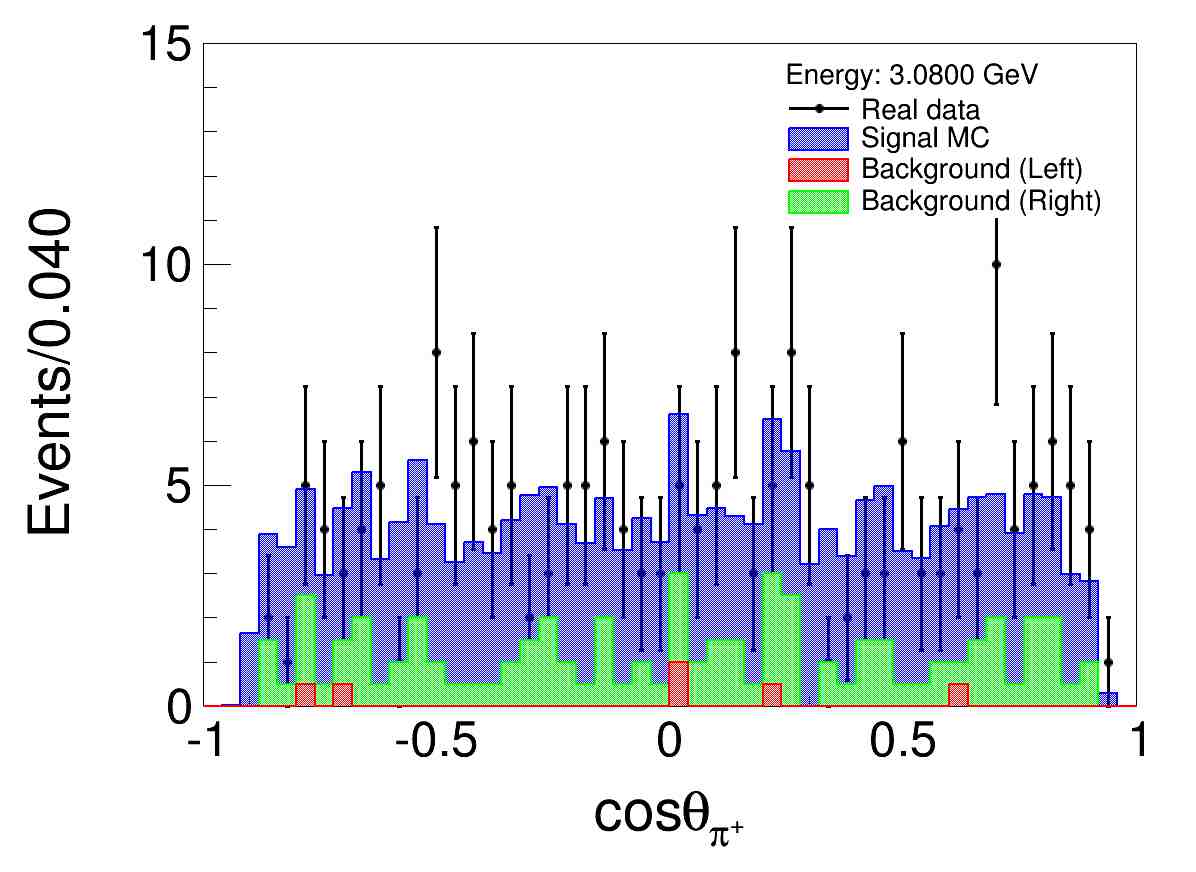 15
Energy: 3.0800 GeV
Real data
Signal MC
Background (Left)
Background (Right)
10
5
0
Events/0.040
-1 -0.5 0 0.5 1
cosθπ⁺